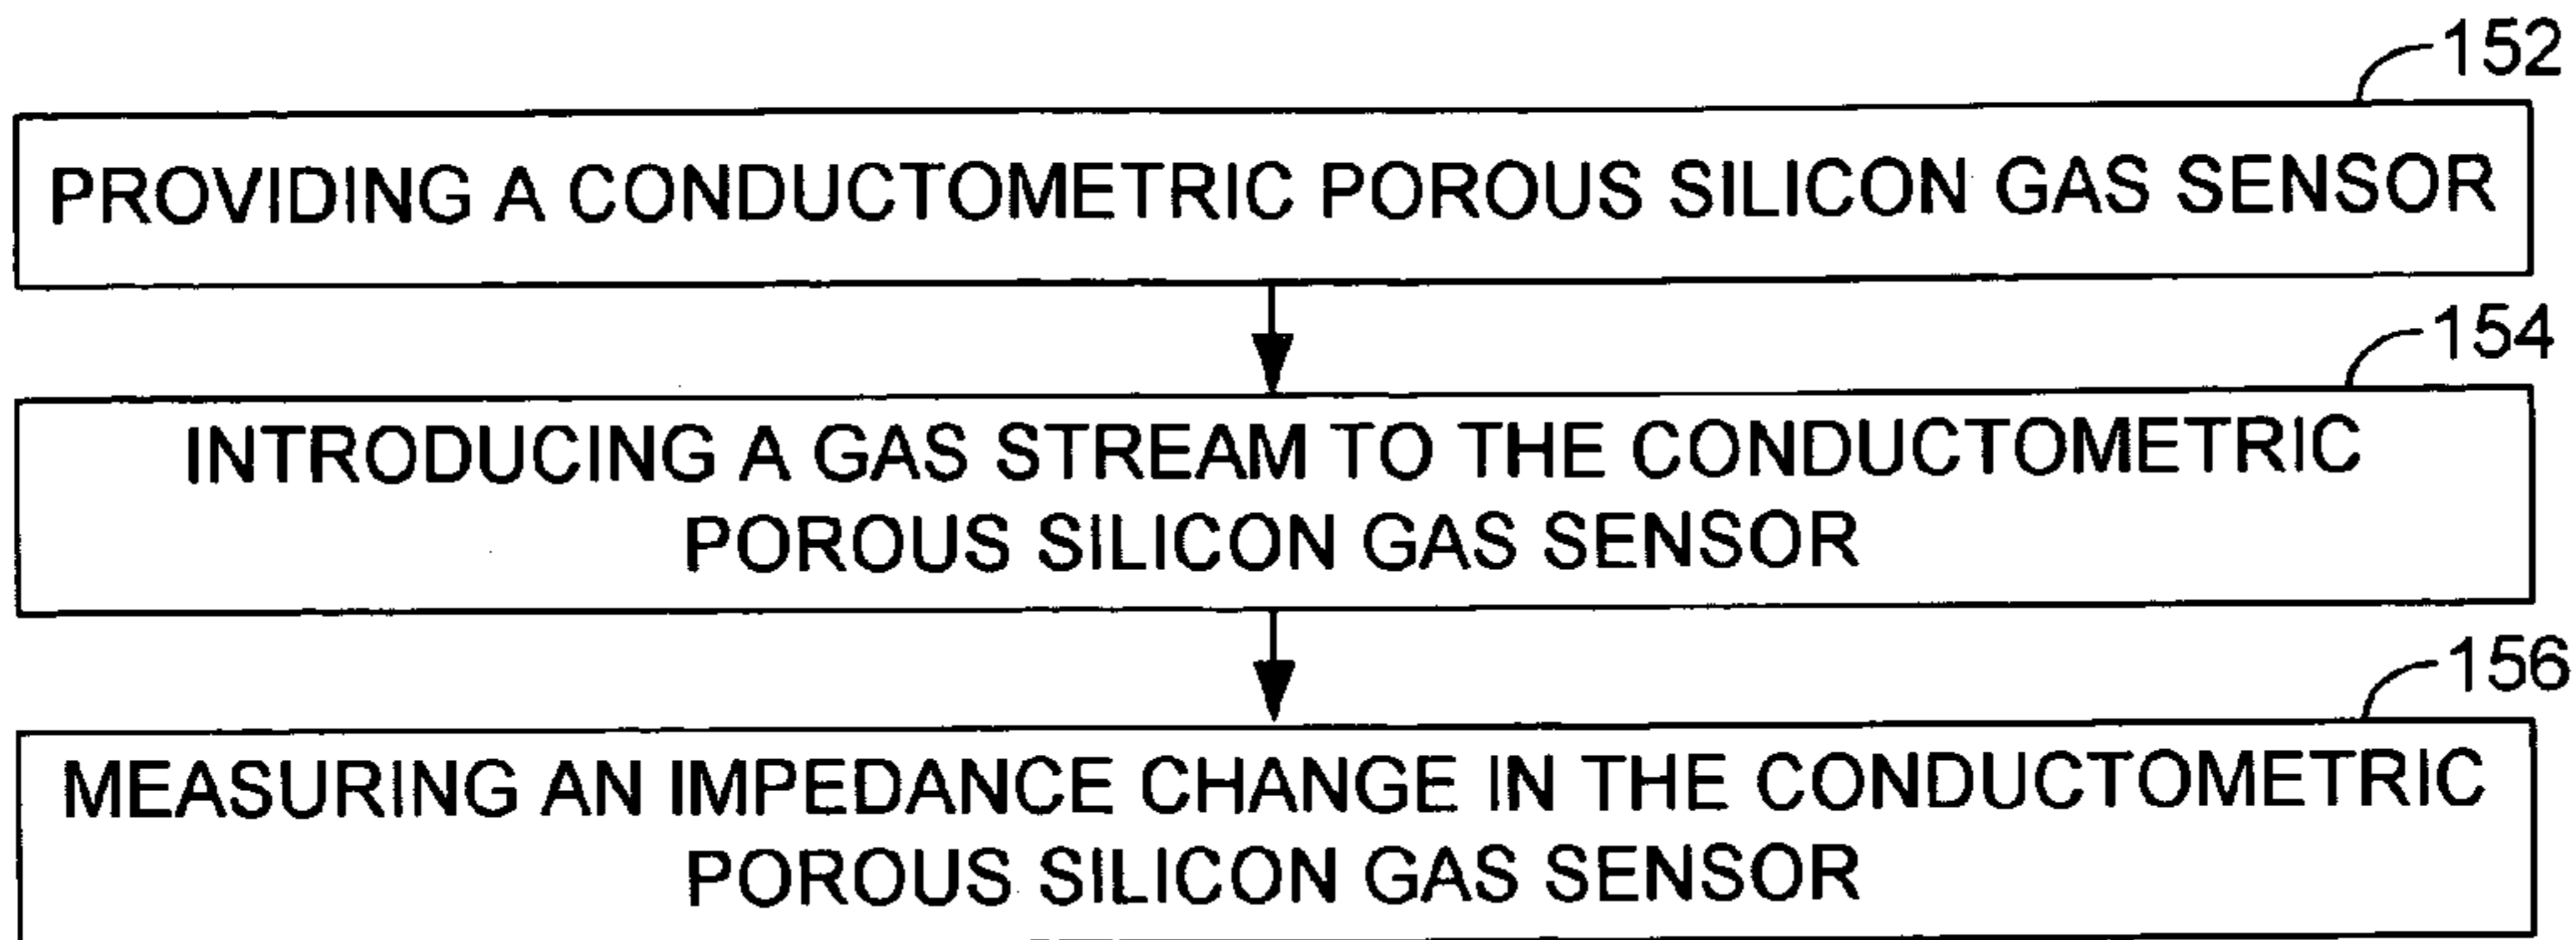 152
PROVIDING A CONDUCTOMETRIC POROUS SILICON GAS SENSOR
154
INTRODUCING A GAS STREAM TO THE CONDUCTOMETRIC
POROUS SILICON GAS SENSOR
156
MEASURING AN IMPEDANCE CHANGE IN THE CONDUCTOMETRIC
POROUS SILICON GAS SENSOR